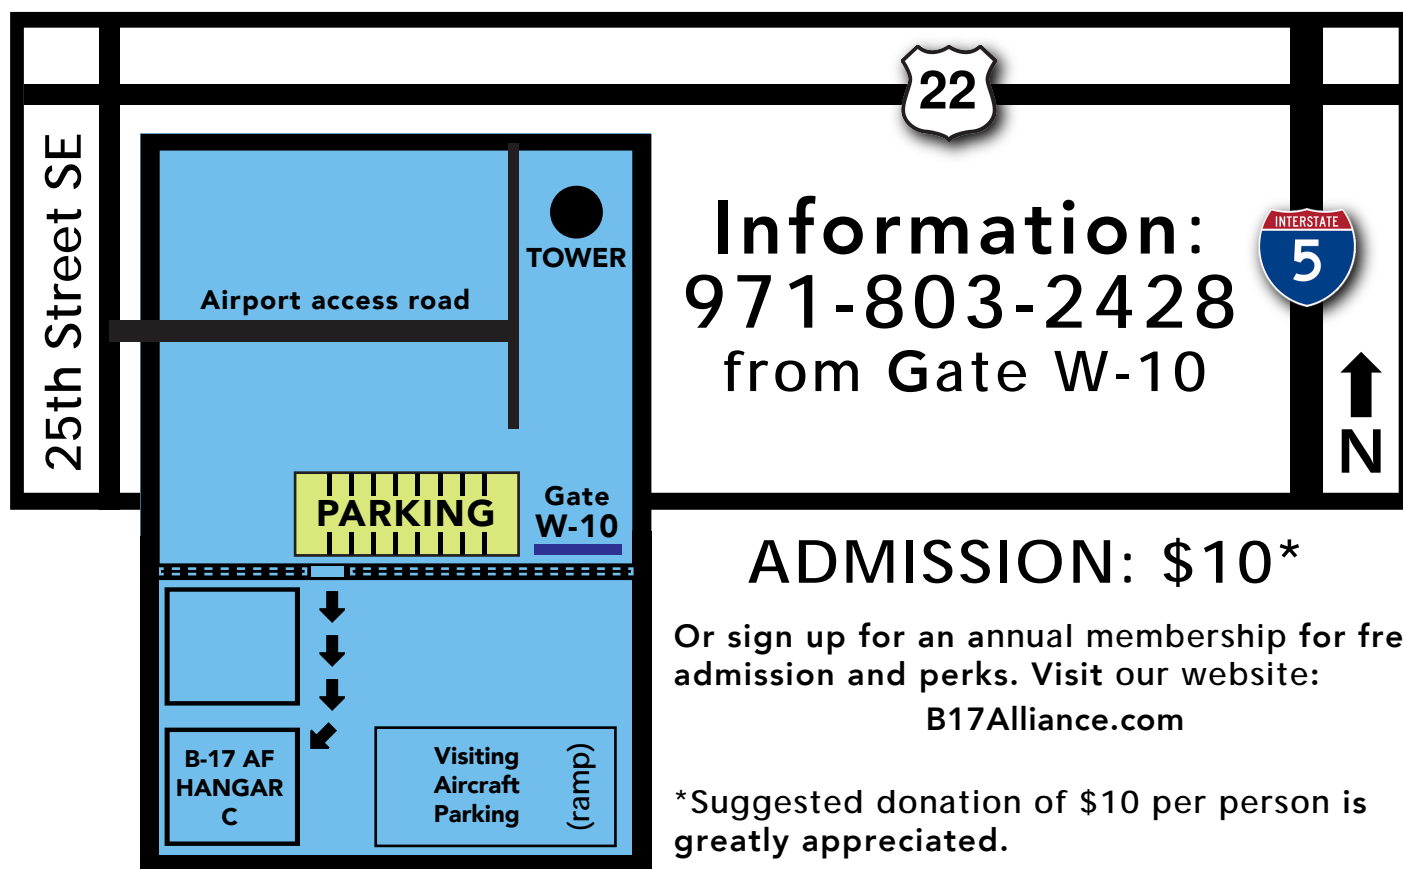 22
25th Street SE
TOWER
Airport access road
Information:
971-803-2428
from Gate W-10
INTERSTATE
5
N
PARKING
Gate
W-10
ADMISSION: $10*
Or sign up for an annual membership for fre
admission and perks. Visit our website:
B17Alliance.com
B-17 AF
HANGAR
C
Visiting
Aircraft
Parking
(ramp)
*Suggested donation of $10 per person is
greatly appreciated.